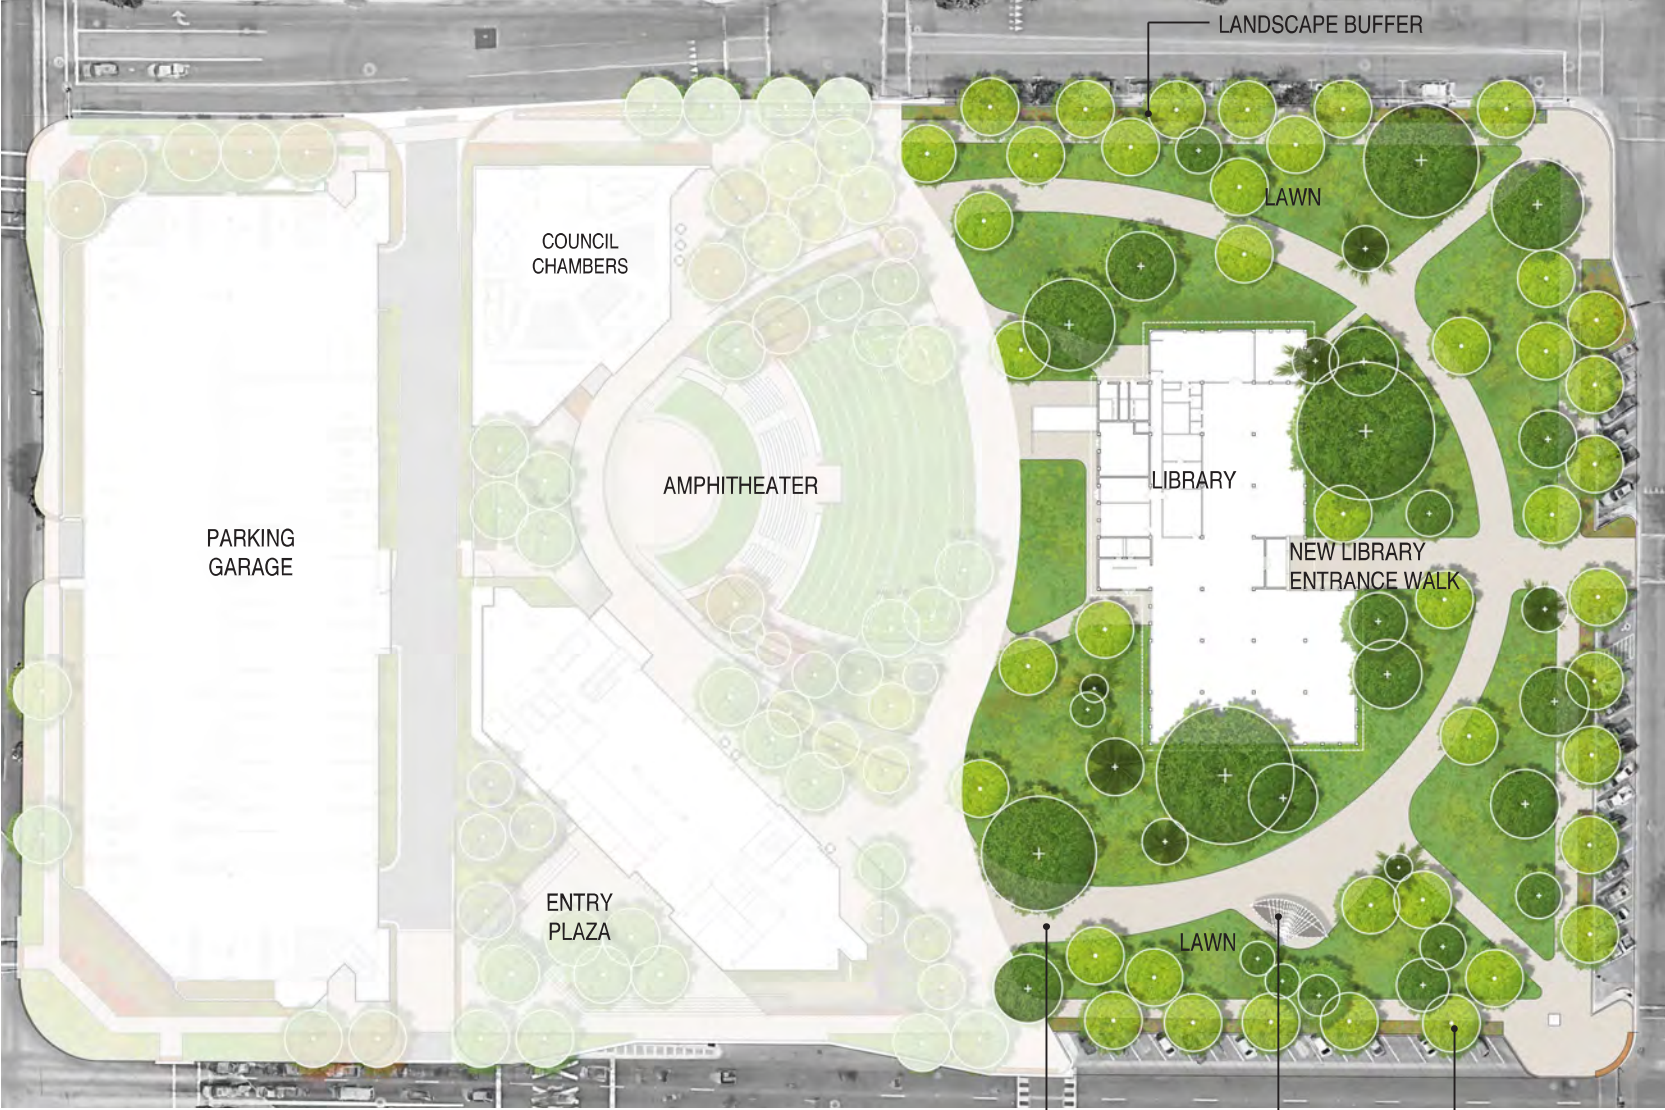 LANDSCAPE BUFFER
LAWN
COUNCIL
CHAMBERS
AMPHITHEATER
LIBRARY
PARKING
GARAGE
NEW LIBRARY
ENTRANCE WALK
ENTRY
PLAZA
LAWN